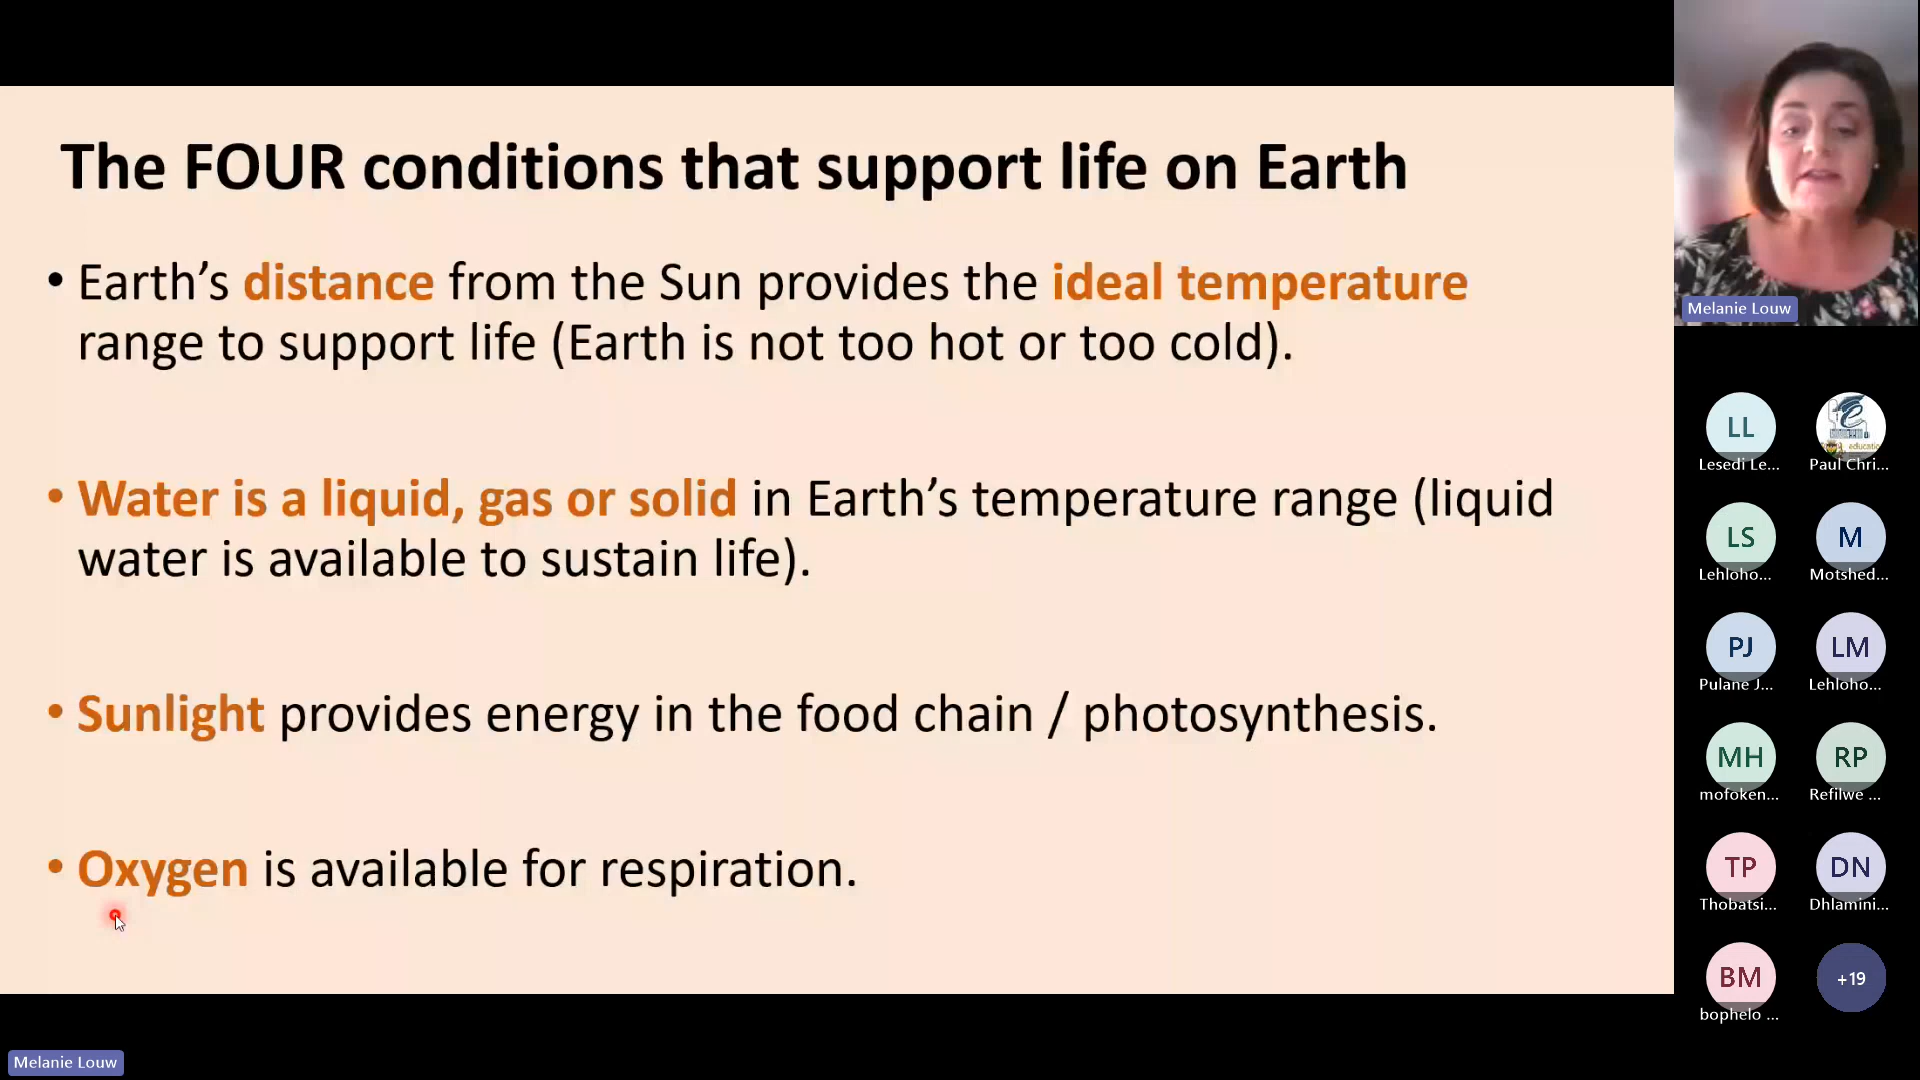 The FOUR conditions that support life on Earth
• Earth's distance from the Sun provides the ideal temperature
range to support life (Earth is not too hot or too cold).
• Water is a liquid, gas or solid in Earth's temperature range (liquid
water is available to sustain life).
• Sunlight provides energy in the food chain / photosynthesis.
• Oxygen is available for respiration.
Melanie Louw
Melanie Louw
LL
Lesedi Le...
Paul Chri...
LS
Lehloho...
M
Motshed...
PJ
Pulane J...
LM
Lehloho...
MH
mofoken...
RP
Refilwe ...
TP
Thobatsi...
DN
Dhlamini...
BM
bophelo ...
+19